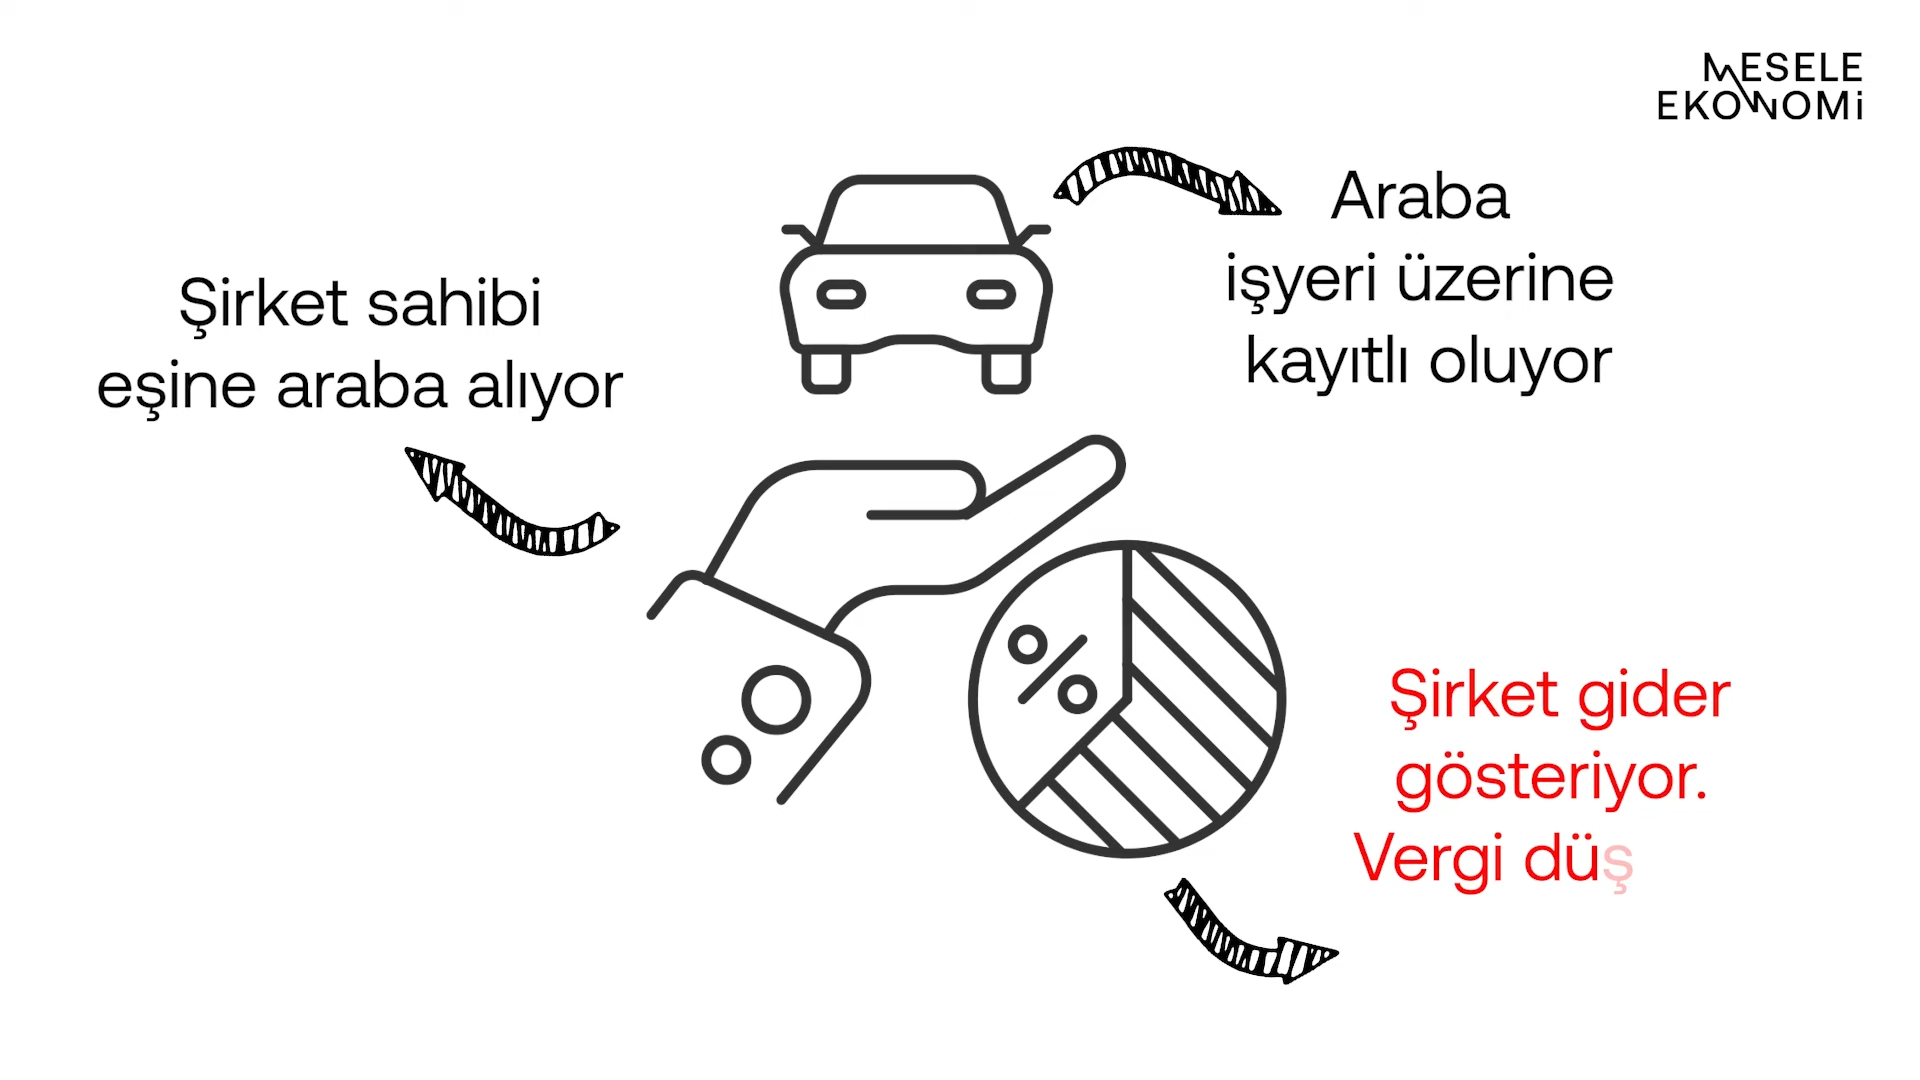 MESELE
EKONOMi
Şirket sahibi
eşine araba alıyor
Araba
işyeri üzerine
kayıtlı oluyor
%
Şirket gider
gösteriyor.
Vergi düş